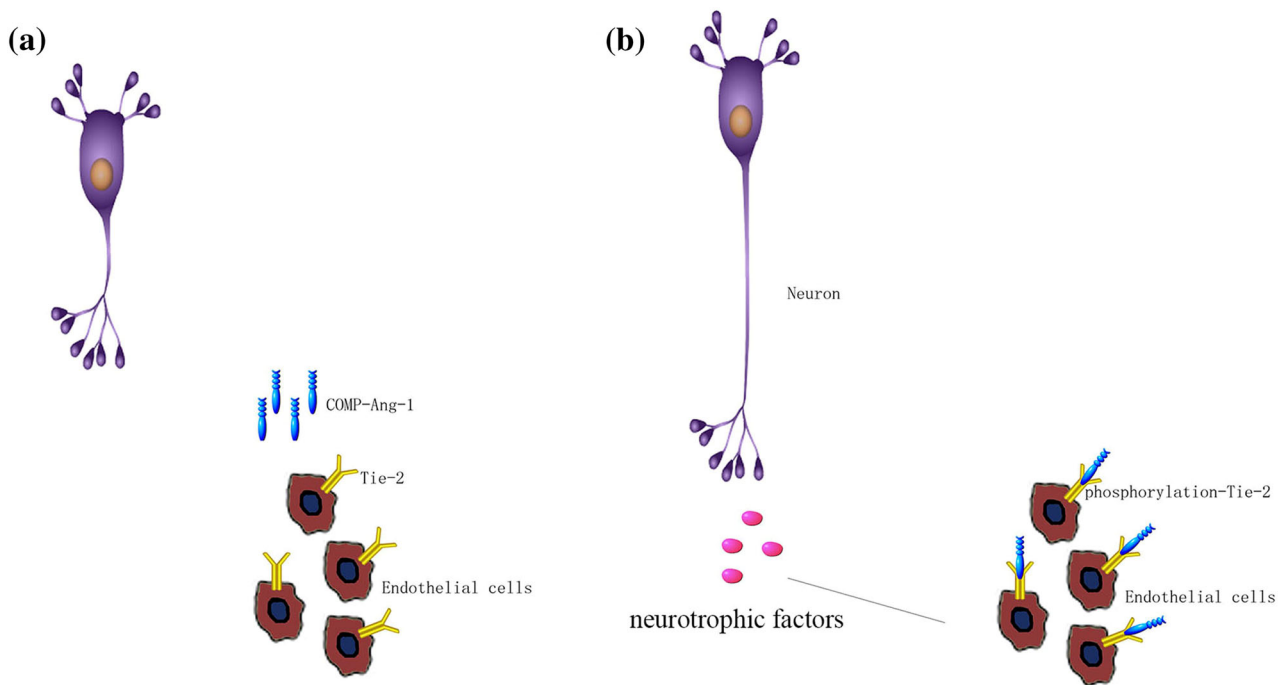 (a)
COMP-Ang-1
Tie-2
Endothelial cells
(b)
Neuron
phosphorylation-Tie-2
Endothelial cells
neurotrophic factors